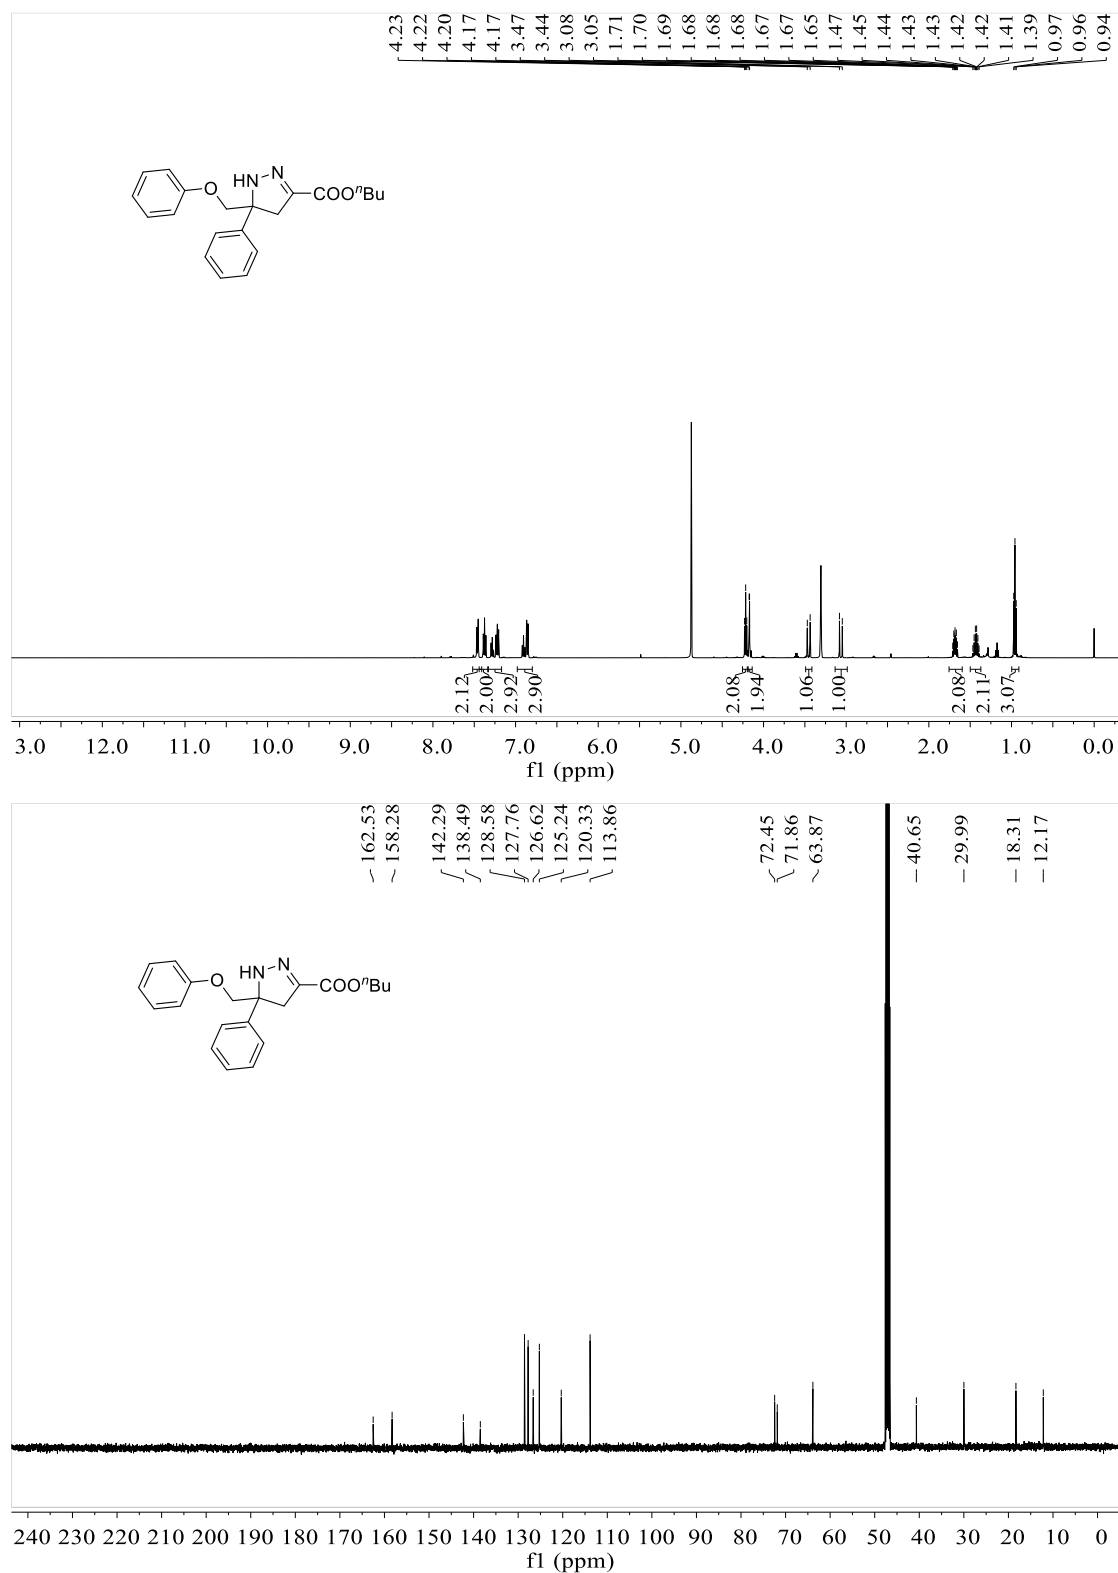 4.23 4.22 4.20 4.17 4.17 3.47 3.44 3.08 3.05 1.71 1.70 1.69 1.68 1.68 1.68 1.67 1.67 1.65 1.47 1.45 1.44 1.43 1.43 1.42 1.42 1.41 1.39 0.97 0.96 0.94
HN N
O
COOⁿBu
2.12 2.00 2.92 2.90 2.08 1.94 1.06 1.00 2.08 2.11 3.07
3.0 12.0 11.0 10.0 9.0 8.0 7.0 6.0 5.0 4.0 3.0 2.0 1.0 0.0
f1 (ppm)
162.53 158.28 142.29 138.49 128.58 127.76 126.62 125.24 120.33 113.86 72.45 71.86 63.87 40.65 29.99 18.31 12.17
HN N
O
COOⁿBu
240 230 220 210 200 190 180 170 160 150 140 130 120 110 100 90 80 70 60 50 40 30 20 10 0
f1 (ppm)